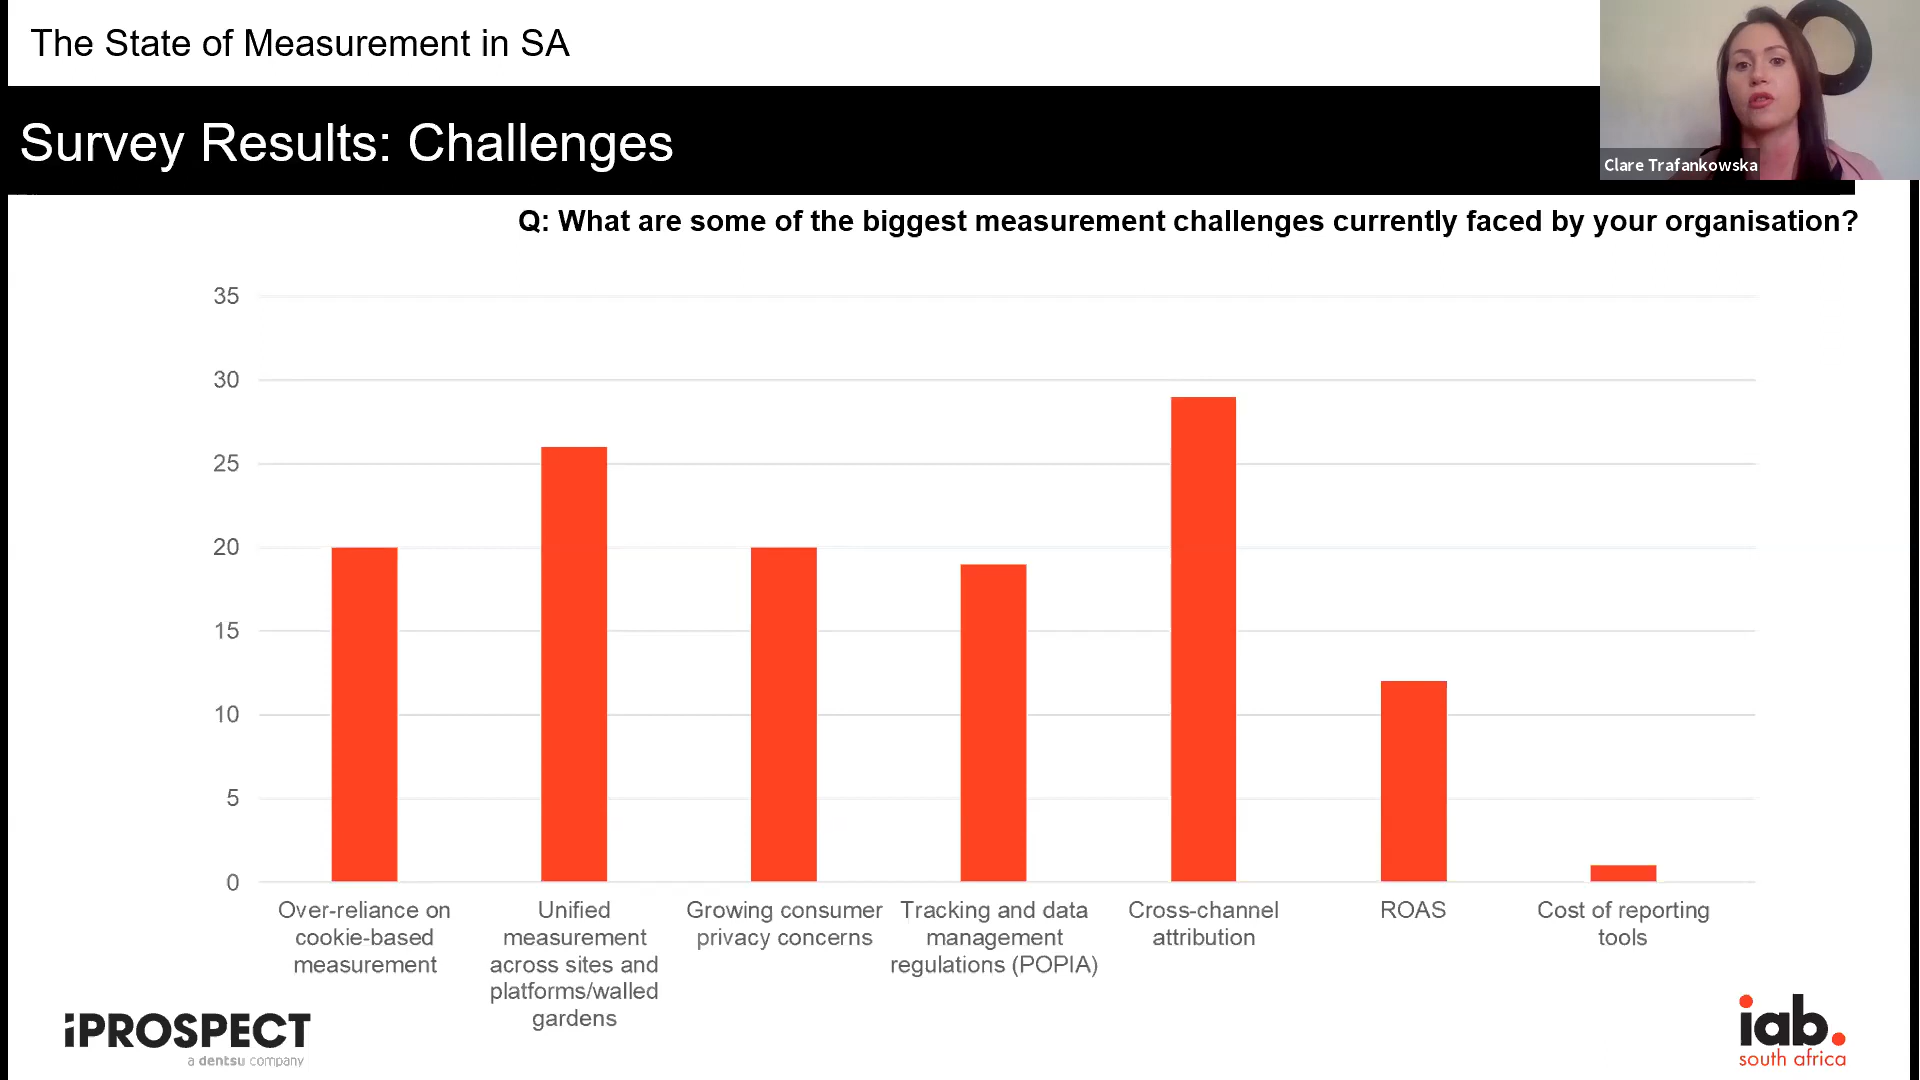 The State of Measurement in SA
Clare Trafankowska
Survey Results: Challenges
Q: What are some of the biggest measurement challenges currently faced by your organisation?
35
30
25
20
15
10
5
0
Over-reliance on
cookie-based
measurement
Unified
measurement
across sites and
platforms/walled
gardens
Growing consumer
privacy concerns
Tracking and data
management
regulations (POPIA)
Cross-channel
attribution
ROAS
Cost of reporting
tools
iPROSPECT
a dentsu company
iab.
south africa